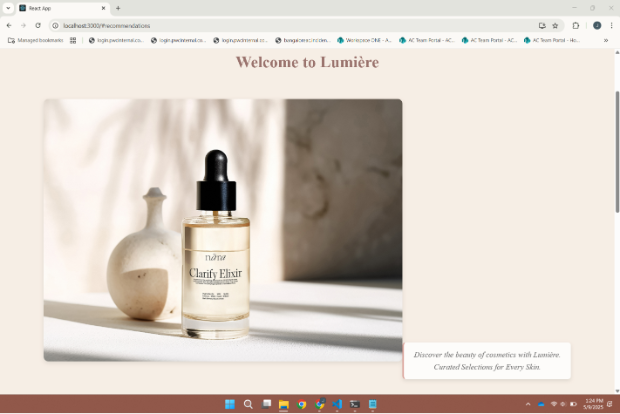 React App
localhost:3000/#recommendations
Managed bookmarks
login.pwcinternal.co...
login.pwcinternal.co...
login.pwcinternal.co...
Workspace ONE - A...
AC Team Portal - AC...
AC Team Portal - AC...
AC Team Portal - Ho...
Welcome to Lumière
Clarify Elixir
Discover the beauty of cosmetics with Lumière.
Curated Selections for Every Skin.
2:24 PM
5/9/2025